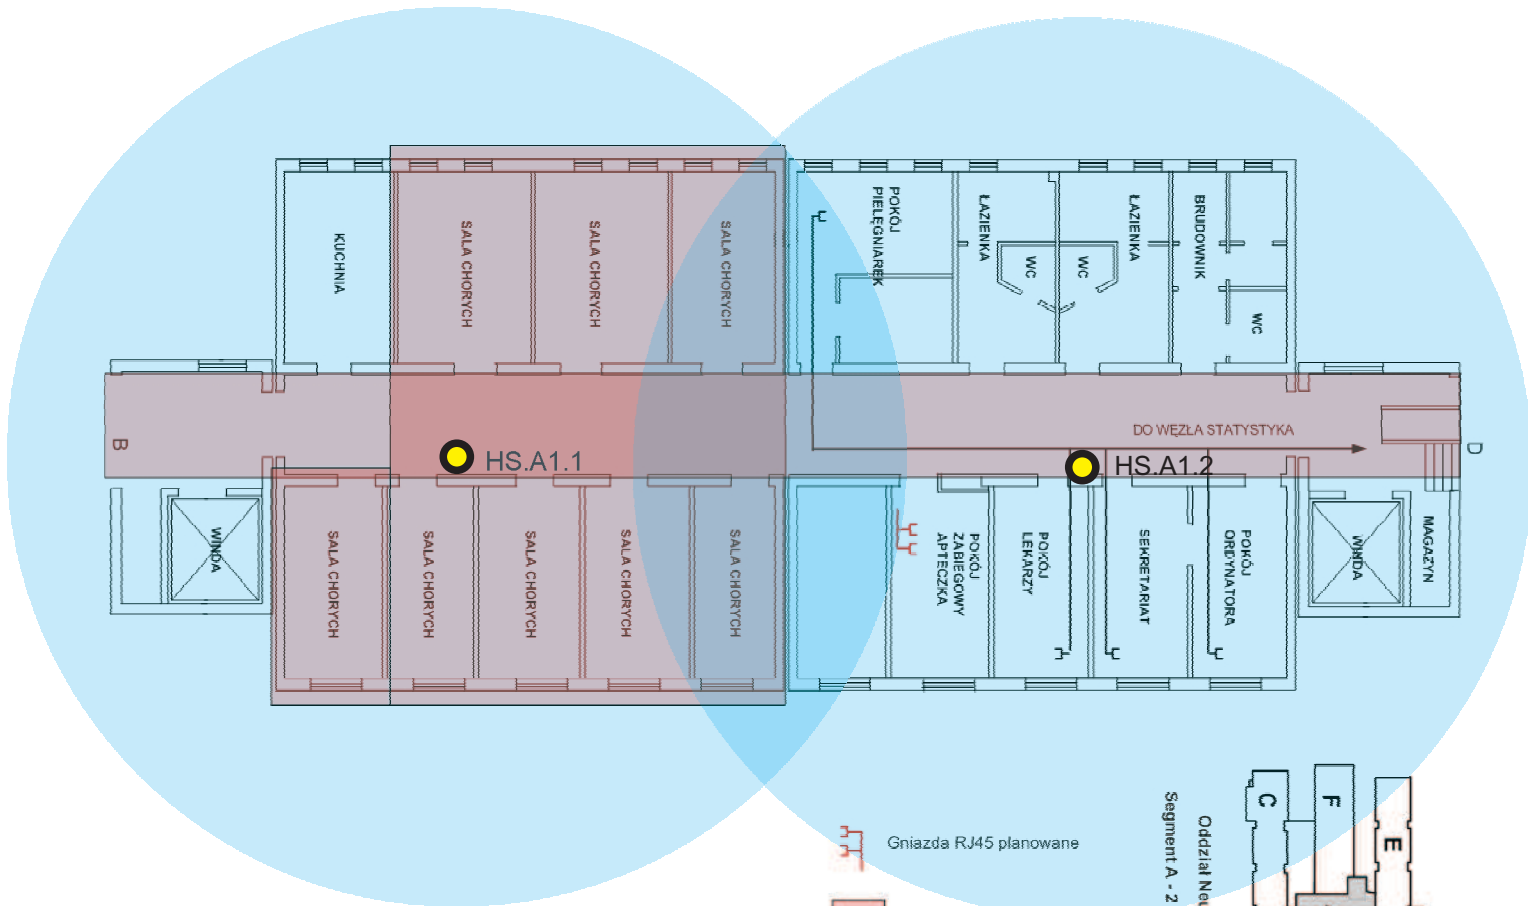 KUCHNIA
SALA CHORYCH
SALA CHORYCH
SALA CHORYCH
POKÓJ
PIELĘGNIAREK
ŁAZIENKA
WC
WC
ŁAZIENKA
BRUDOWNIK
WC
B
HS.A1.1
DO WĘZŁA STATYSTYKA
HS.A1.2
D
WINDA
SALA CHORYCH
SALA CHORYCH
SALA CHORYCH
SALA CHORYCH
SALA CHORYCH
POKÓJ
ZABIEGOWY
APTECZKA
POKÓJ
LEKARZY
SEKRETARIAT
POKÓJ
ORDYNATORA
WINDA
MAGAZYN
Gniazda RJ45 planowane
Oddział Neu
Segment A - 2
C
F
E